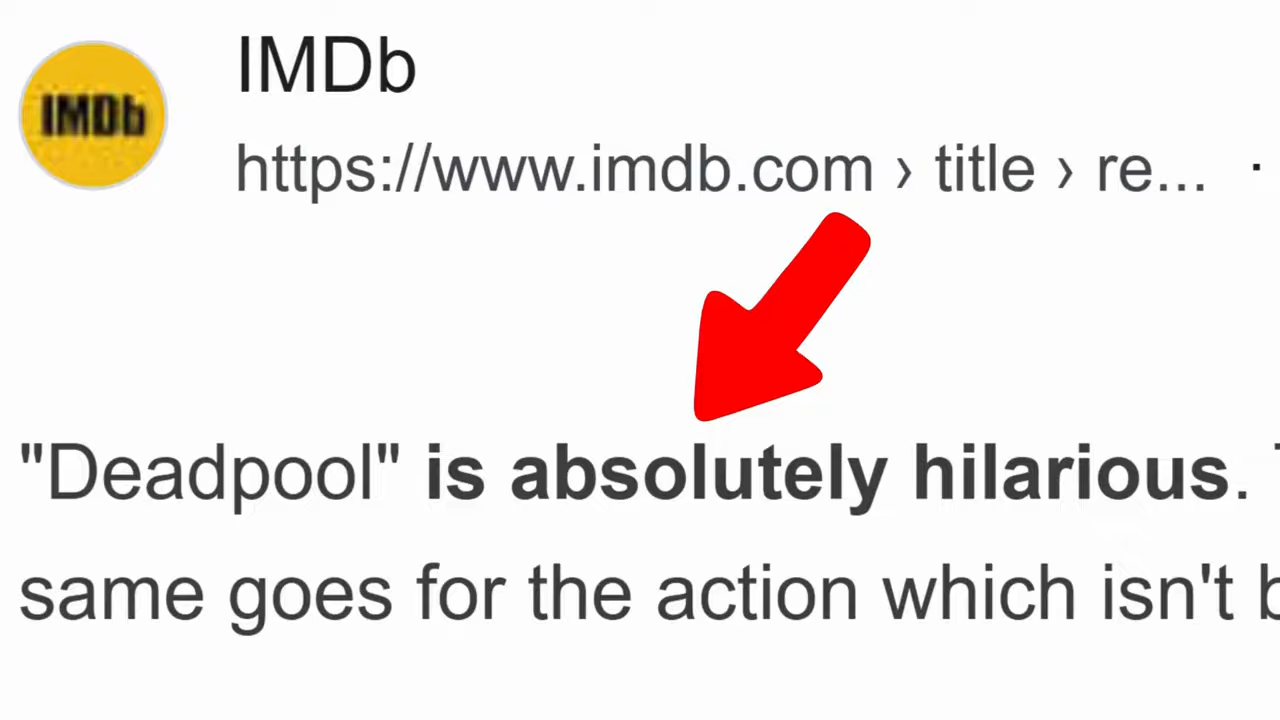 IMDb
IMDb
https://www.imdb.com › title › re... ·
"Deadpool" is absolutely hilarious.
same goes for the action which isn't